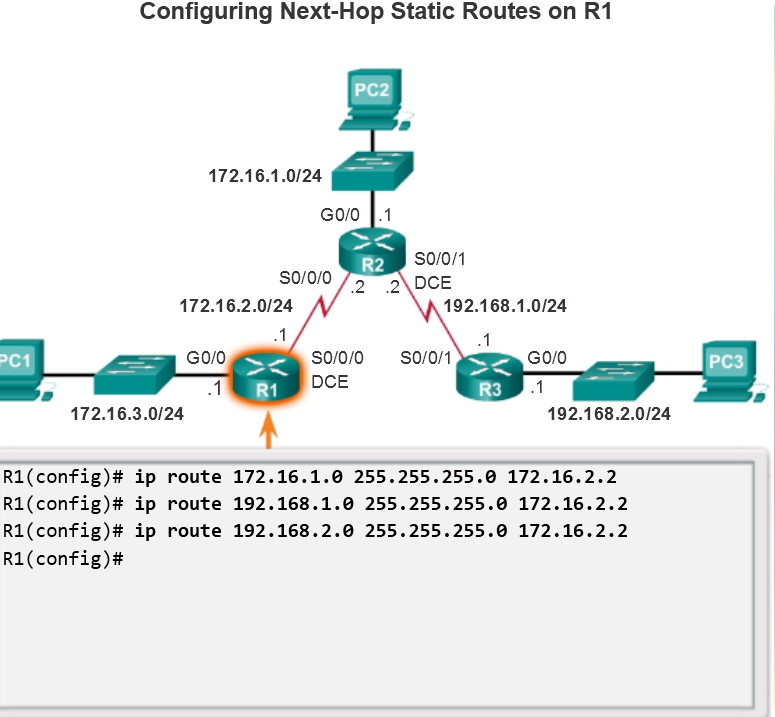 Configuring Next-Hop Static Routes on R1
PC2
172.16.1.0/24
G0/0 .1
R2
S0/0/1
DCE
S0/0/0
.2 .2
172.16.2.0/24
192.168.1.0/24
.1
.1
PC1
G0/0
S0/0/0
S0/0/1
G0/0
PC3
.1
R1
DCE
R3
.1
172.16.3.0/24
192.168.2.0/24
R1(config)# ip route 172.16.1.0 255.255.255.0 172.16.2.2
R1(config)# ip route 192.168.1.0 255.255.255.0 172.16.2.2
R1(config)# ip route 192.168.2.0 255.255.255.0 172.16.2.2
R1(config)#